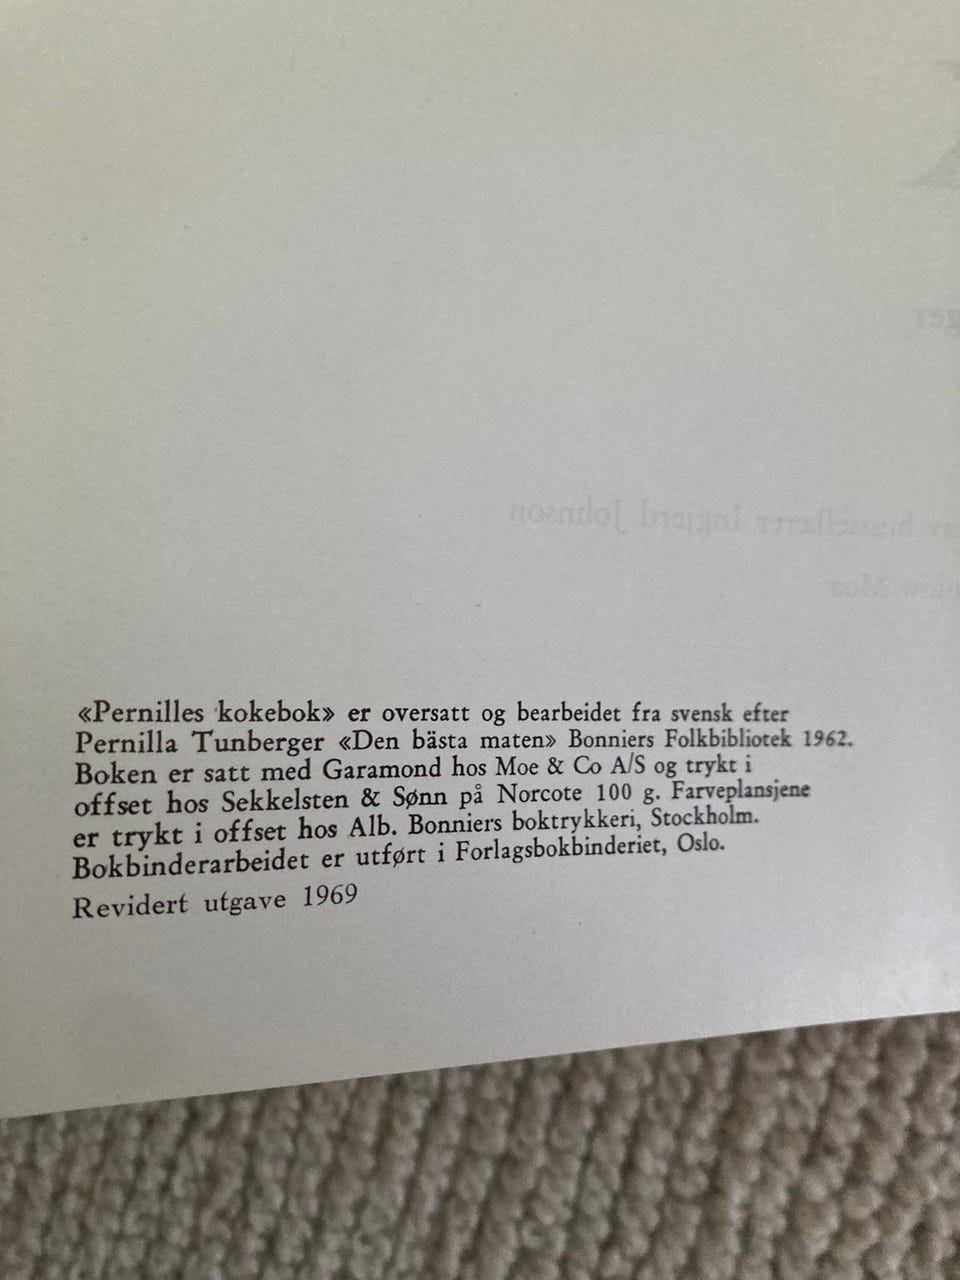 «Pernilles kokebok» er oversatt og bearbeidet fra svensk efter
Pernilla Tunberger «Den bästa maten» Bonniers Folkbibliotek 1962.
Boken er satt med Garamond hos Moe & Co A/S og trykt i
offset hos Sekkelsten & Sønn på Norcote 100 g. Farveplansjene
er trykt i offset hos Alb. Bonniers boktrykkeri, Stockholm.
Bokbinderarbeidet er utført i Forlagsbokbinderiet, Oslo.
Revidert utgave 1969